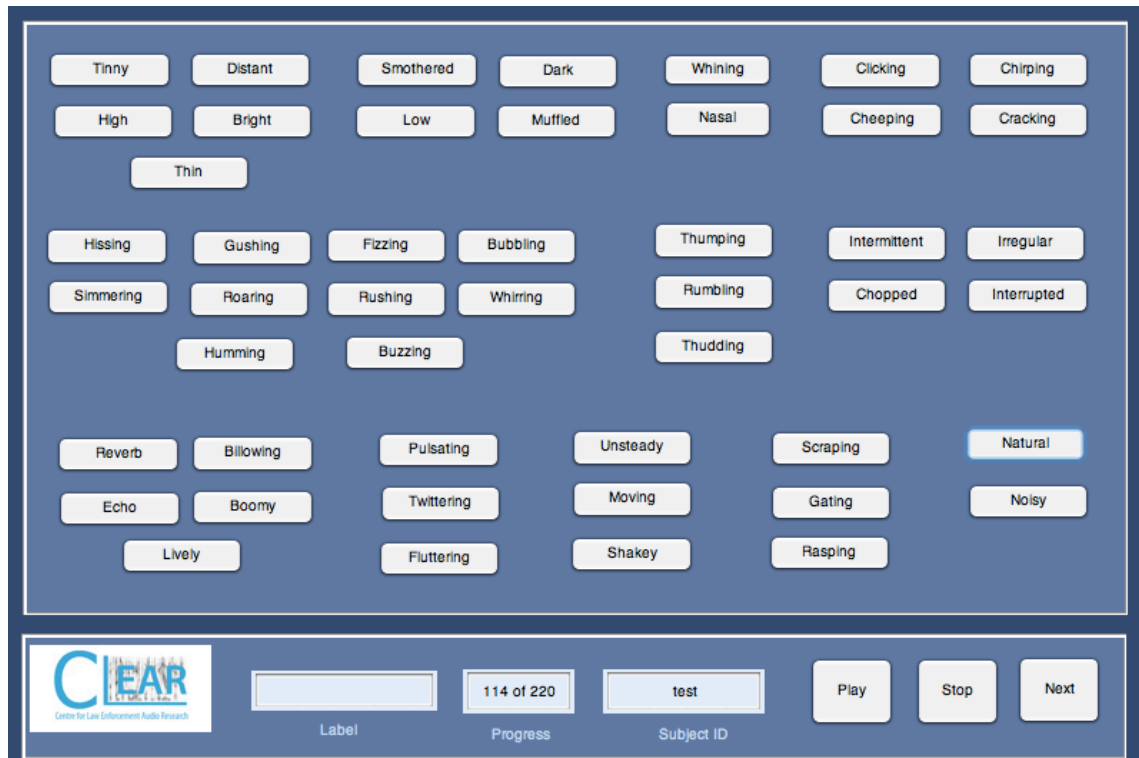 Tinny Distant Smothered Dark Whining Clicking Chirping
High Bright Low Muffled Nasal Cheeping Cracking
Thin
Hissing Gushing Fizzing Bubbling Thumping Intermittent Irregular
Simmering Roaring Rushing Whirring Rumbling Chopped Interrupted
Humming Buzzing Thudding
Reverb Billowing Pulsating Unsteady Scraping Natural
Echo Boomy Twittering Moving Gating Noisy
Lively Fluttering Shakey Rasping
CLEAR
Centre for Law Enforcement Audio Research
114 of 220 test Play Stop Next
Label Progress Subject ID